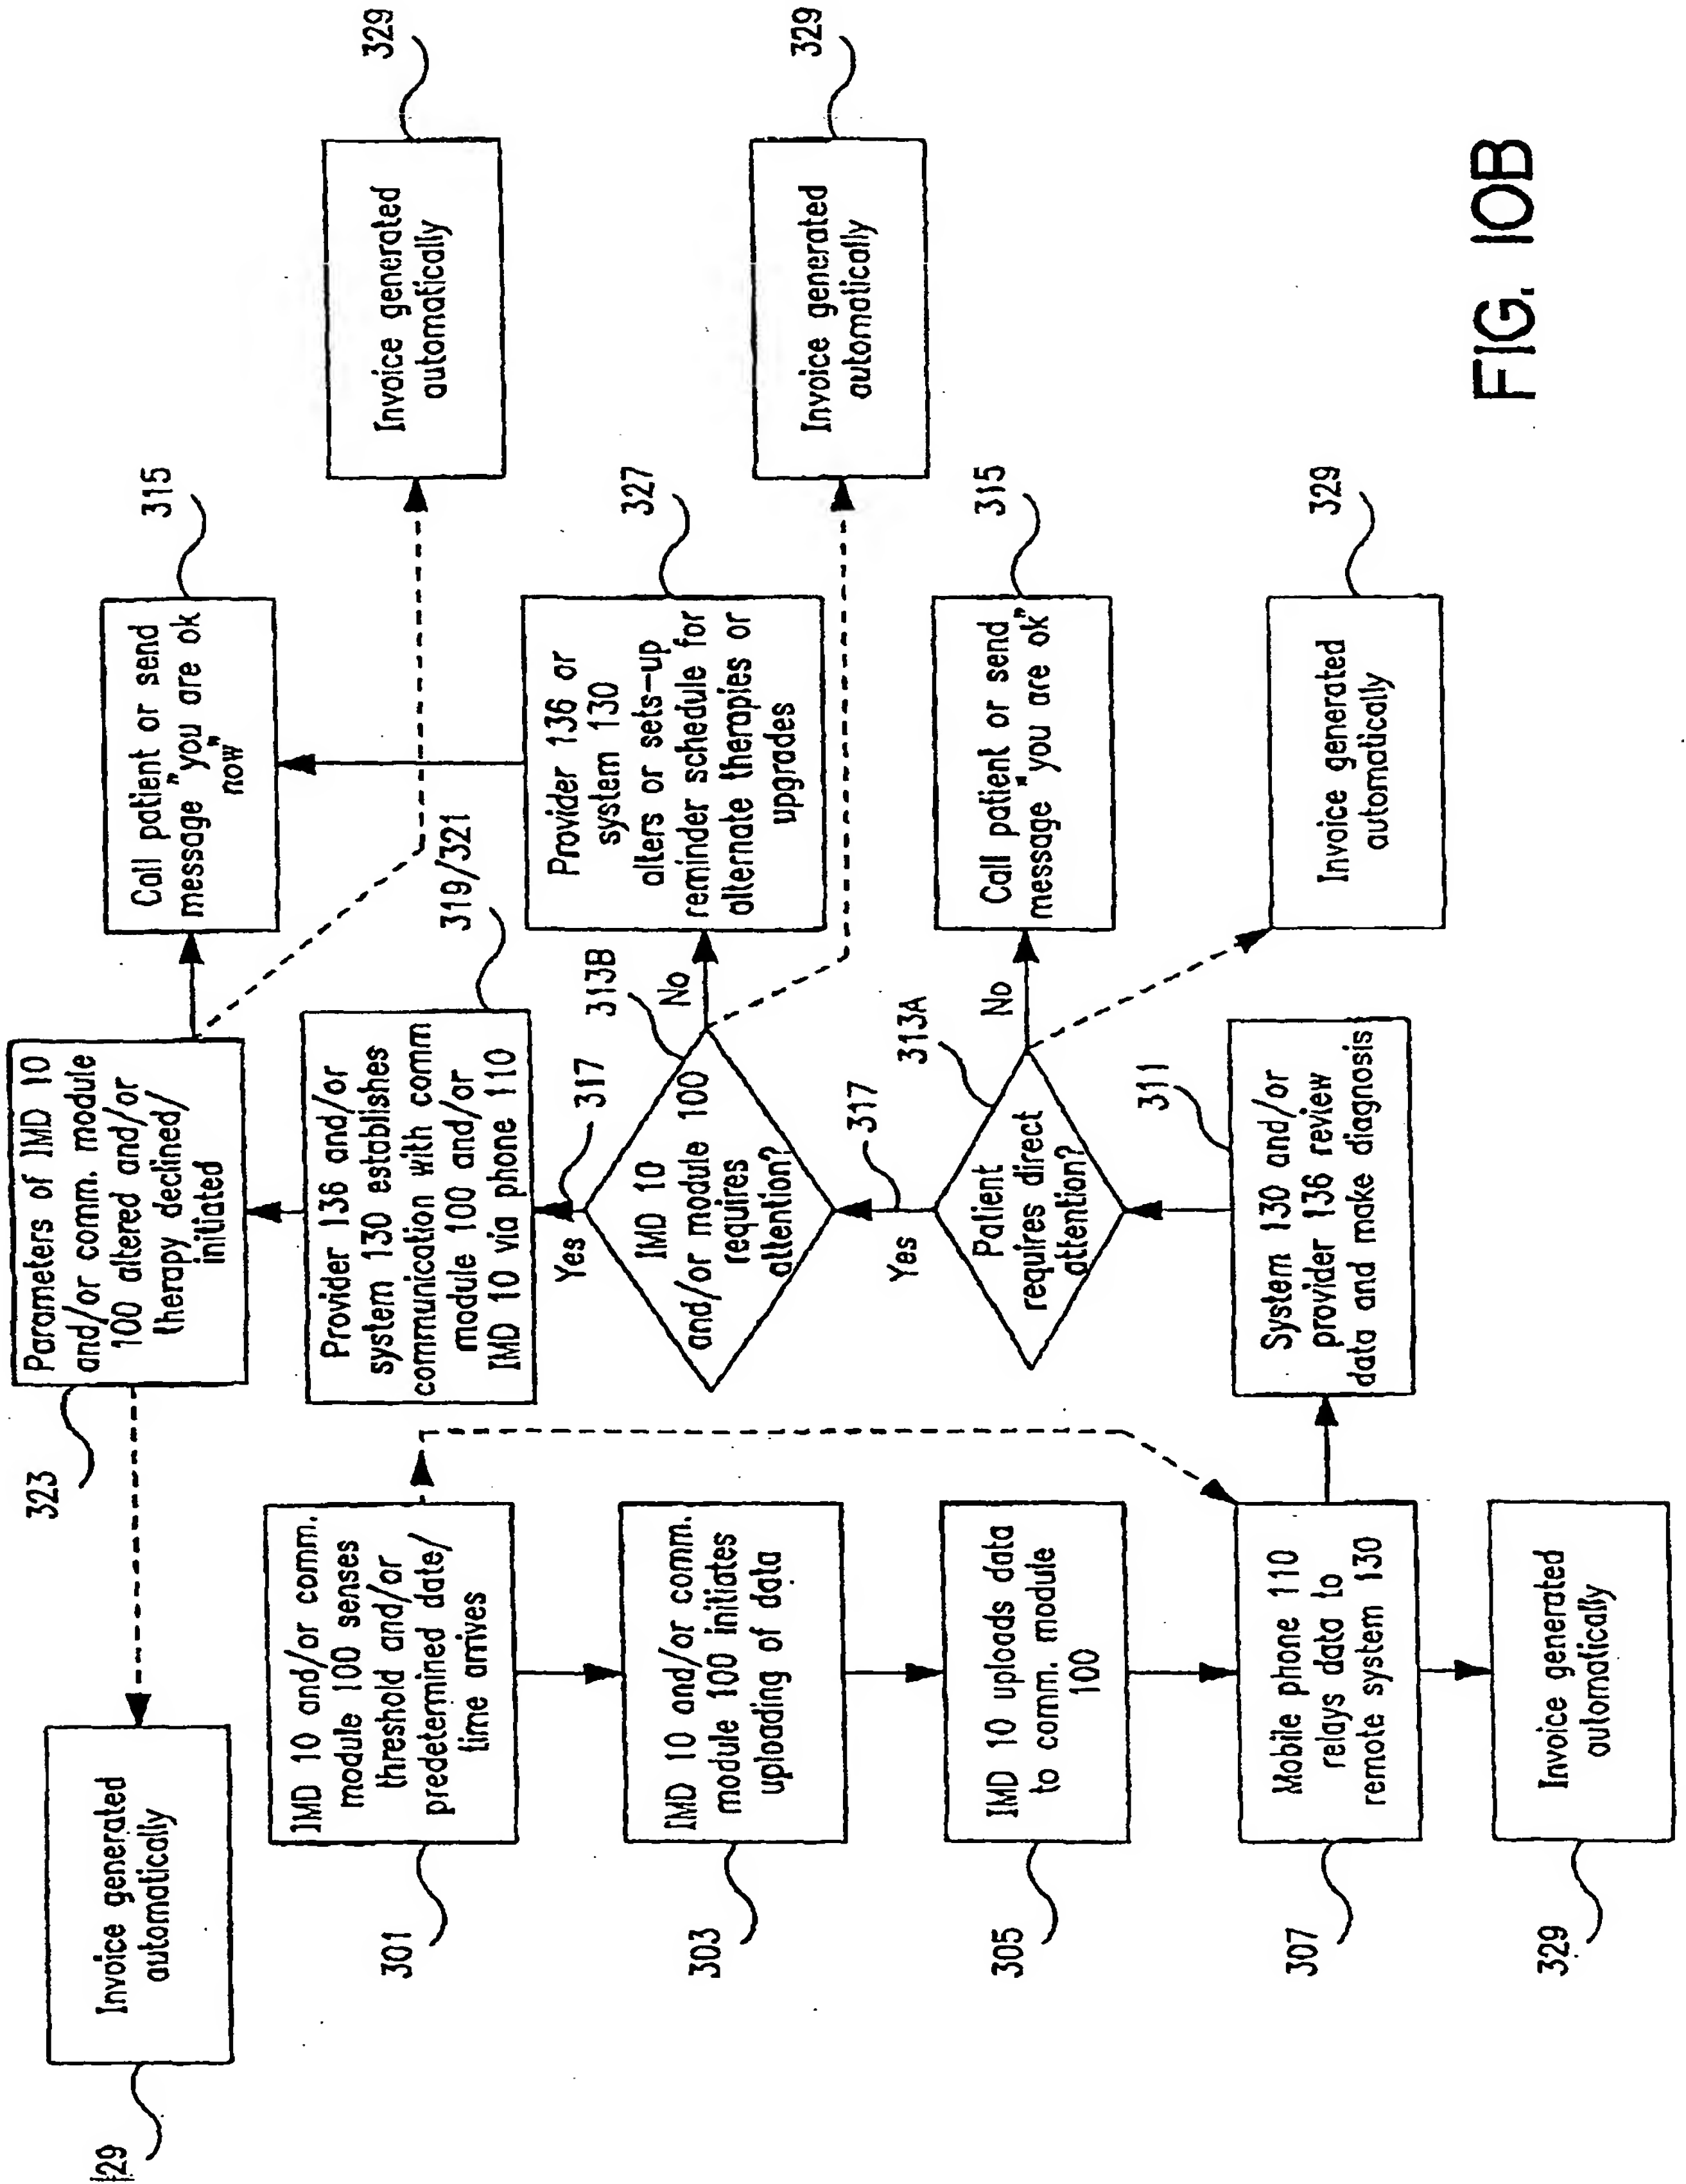 329
Invoice generated
automatically
323
Parameters of IMD 10
and/or comm. module
100 altered and/or
therapy declined/
initiated
Call patient or send
message "you are ok
now"
315
Invoice generated
automatically
329
301
IMD 10 and/or comm.
module 100 senses
threshold and/or
predetermined date/
time arrives
Provider 136 and/or
system 130 establishes
communication with comm
module 100 and/or
IMD 10 via phone 110
319/321
Yes
317
303
IMD 10 and/or comm.
module 100 initiates
uploading of data
IMD 10
and/or module 100
requires
attention?
313B
No
Provider 136 or
system 130
alters or sets-up
reminder schedule for
alternate therapies or
upgrades
327
Invoice generated
automatically
329
Yes
317
305
IMD 10 uploads data
to comm. module
100
Patient
requires direct
attention?
313A
No
Call patient or send
message "you are ok"
315
307
Mobile phone 110
relays data to
remote system 130
311
System 130 and/or
provider 136 review
data and make diagnosis
Invoice generated
automatically
329
329
Invoice generated
automatically
FIG. 10B